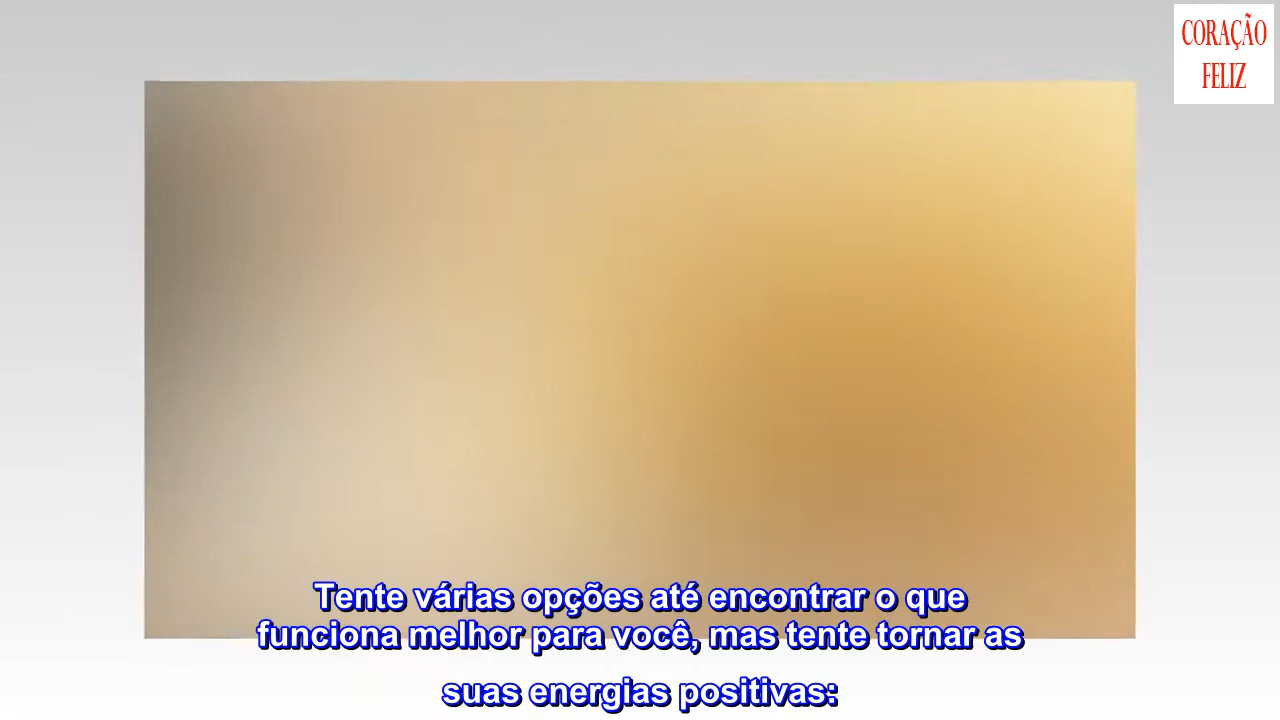 CORAÇÃO
FELIZ
Tente várias opções até encontrar o que
funciona melhor para você, mas tente tornar as
suas energias positivas: